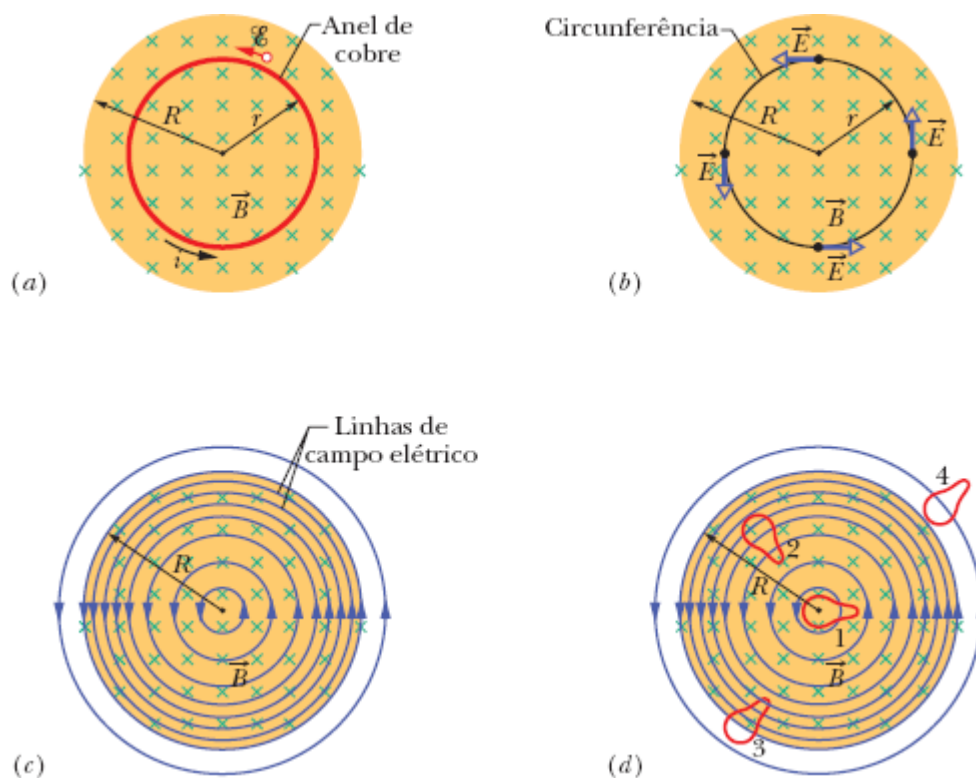 ℰ
Anel de
cobre
R
r
B⃗
i
(a)
Circunferência
E⃗
R
r
E⃗
E⃗
B⃗
E⃗
(b)
Linhas de
campo elétrico
R
B⃗
(c)
4
2
R
1
B⃗
3
(d)